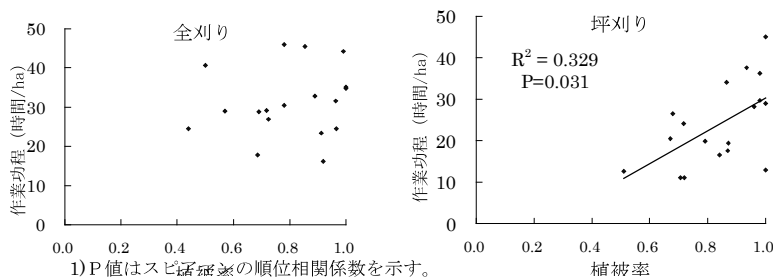 全刈り
50
40
30
20
10
0
作業功程（時間/ha)
0.0 0.2 0.4 0.6 0.8 1.0
坪刈り
R² = 0.329
P=0.031
50
40
30
20
10
0
作業功程（時間/ha)
0.0 0.2 0.4 0.6 0.8 1.0
植被率
1)Ｐ値はスピアマンの順位相関係数を示す。